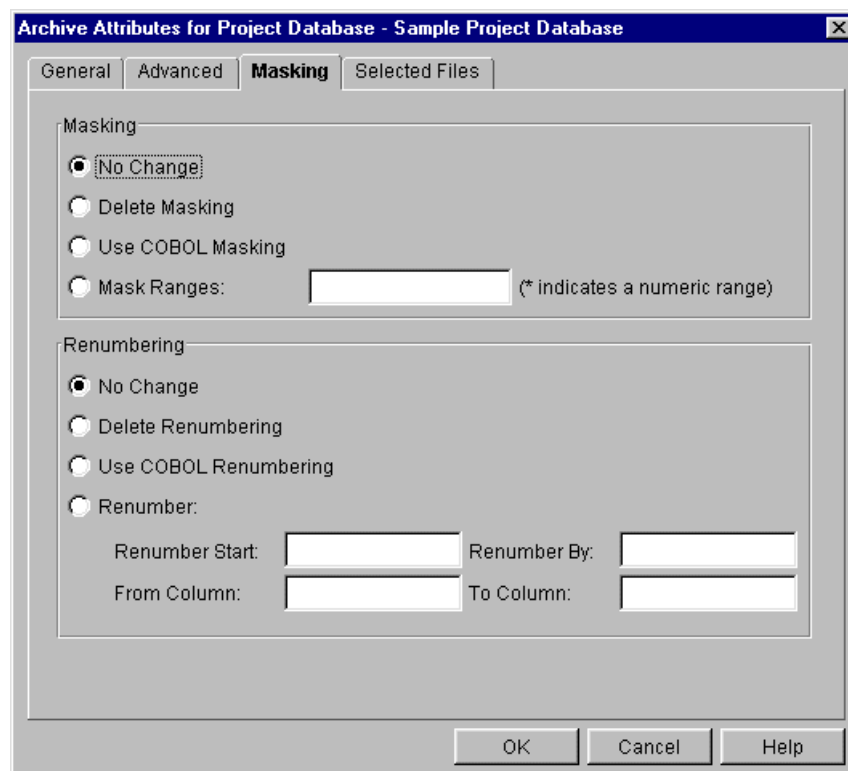 Archive Attributes for Project Database - Sample Project Database
General Advanced Masking Selected Files
Masking
No Change
Delete Masking
Use COBOL Masking
Mask Ranges: (* indicates a numeric range)
Renumbering
No Change
Delete Renumbering
Use COBOL Renumbering
Renumber:
Renumber Start: Renumber By:
From Column: To Column:
OK Cancel Help